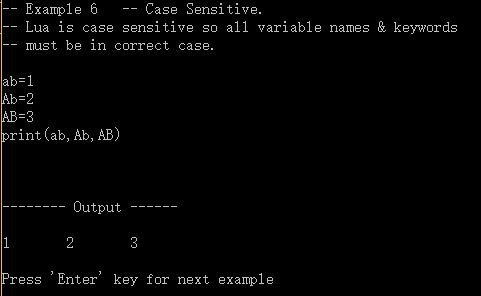 -- Example 6   -- Case Sensitive.
-- Lua is case sensitive so all variable names & keywords
-- must be in correct case.
ab=1
Ab=2
AB=3
print(ab,Ab,AB)
-------- Output ------
1       2       3
Press 'Enter' key for next example